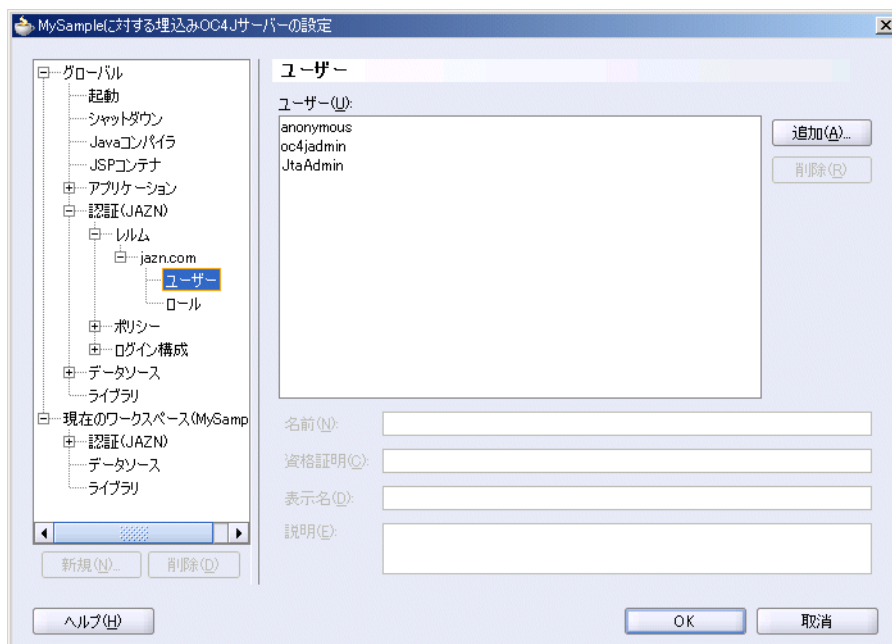 MySampleに対する埋込みOC4Jサーバーの設定
グローバル
起動
シャットダウン
Javaコンパイラ
JSPコンテナ
アプリケーション
認証(JAZN)
レルム
jazn.com
ユーザー
ロール
ポリシー
ログイン構成
データソース
ライブラリ
現在のワークスペース(MySamp
認証(JAZN)
データソース
ライブラリ
新規(N)...
削除(D)
ユーザー
ユーザー(U):
anonymous
oc4jadmin
JtaAdmin
追加(A)...
削除(R)
名前(N):
資格証明(C):
表示名(D):
説明(E):
ヘルプ(H)
OK
取消